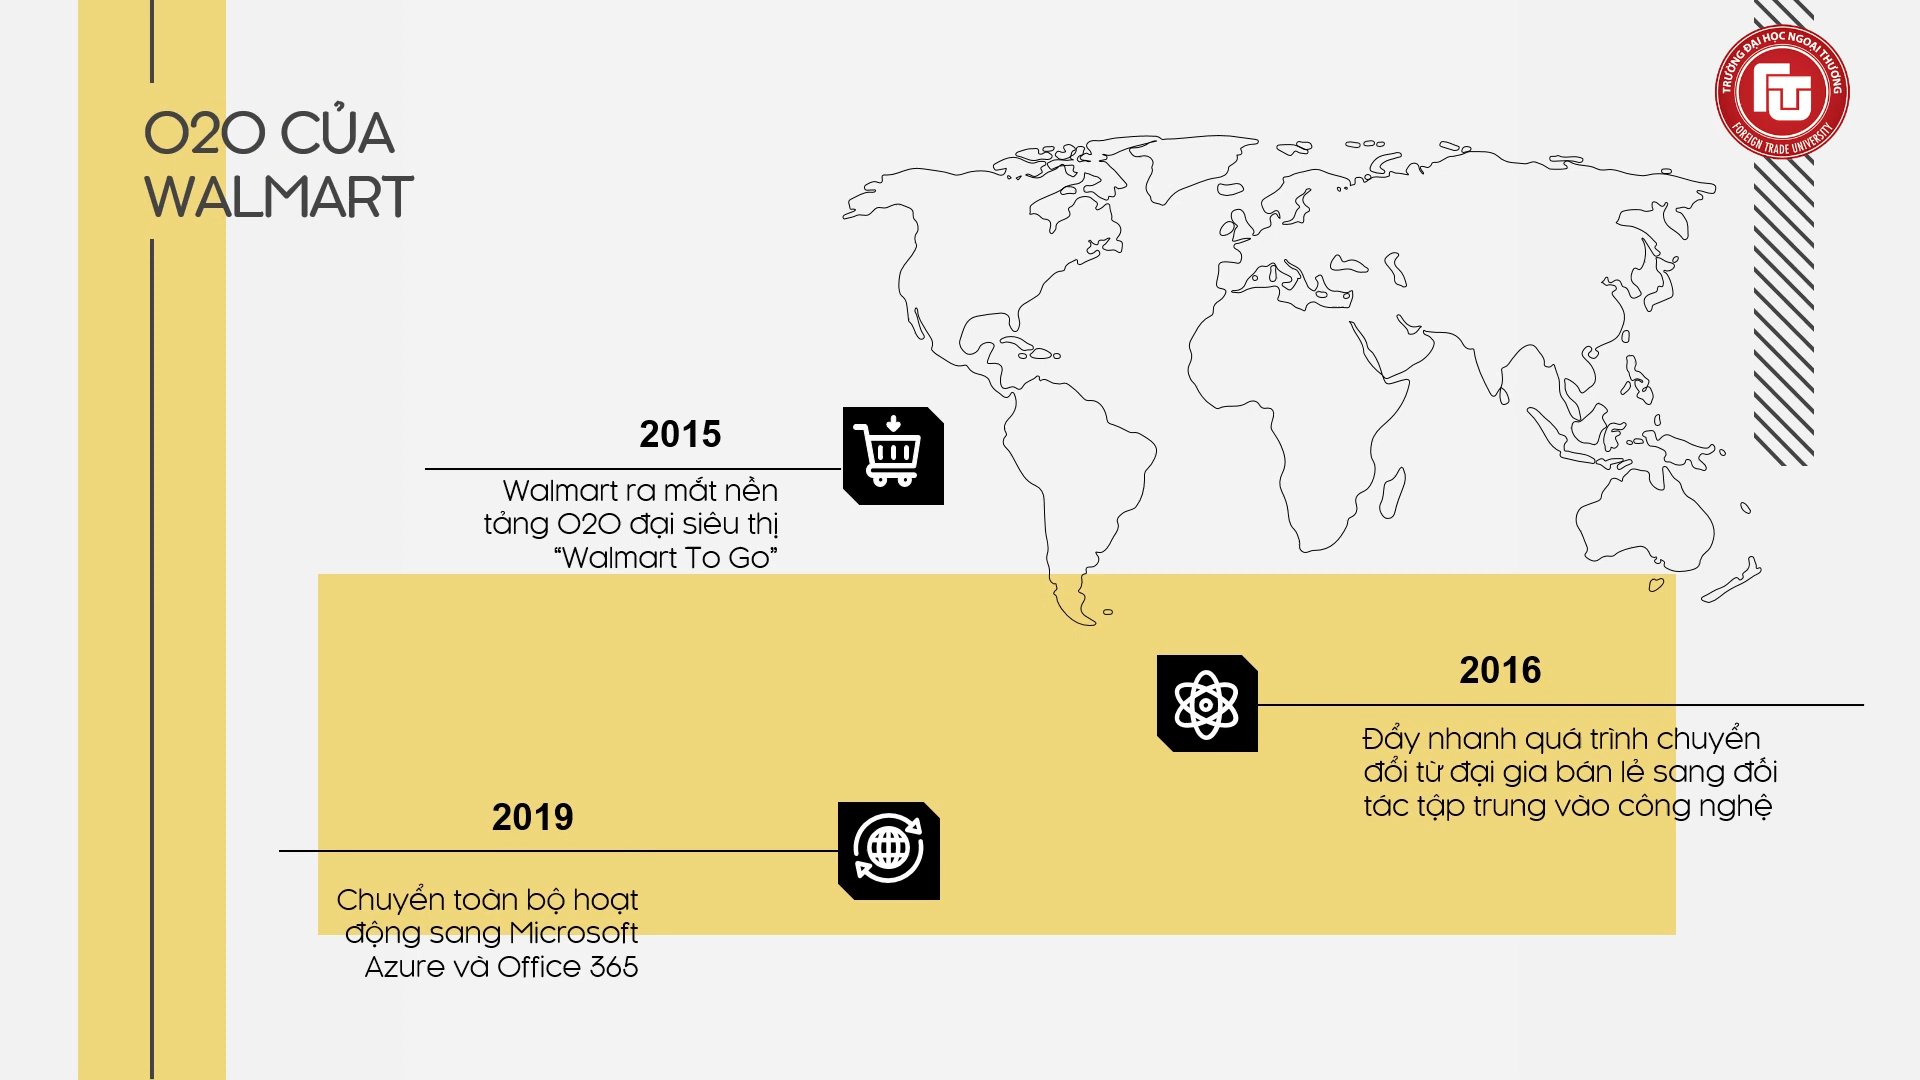 O2O CỦA
WALMART
TRƯỜNG ĐẠI HỌC NGOẠI THƯƠNG
FOREIGN TRADE UNIVERSITY
2015
Walmart ra mắt nền
tảng O2O đại siêu thị
“Walmart To Go”
2016
Đẩy nhanh quá trình chuyển
đổi từ đại gia bán lẻ sang đối
tác tập trung vào công nghệ
2019
Chuyển toàn bộ hoạt
động sang Microsoft
Azure và Office 365